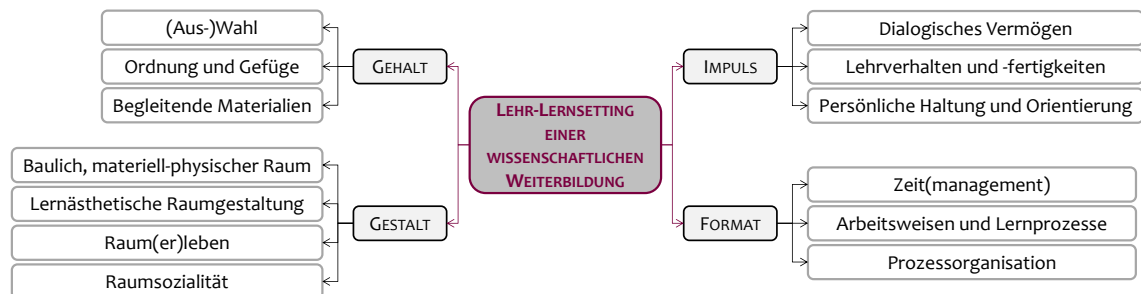 (Aus-)Wahl
Ordnung und Gefüge
Begleitende Materialien
GEHALT
Baulich, materiell-physischer Raum
Lernästhetische Raumgestaltung
Raum(er)leben
Raumsozialität
GESTALT
LEHR-LERNSETTING
EINER
WISSENSCHAFTLICHEN
WEITERBILDUNG
IMPULS
Dialogisches Vermögen
Lehrverhalten und -fertigkeiten
Persönliche Haltung und Orientierung
FORMAT
Zeit(management)
Arbeitsweisen und Lernprozesse
Prozessorganisation